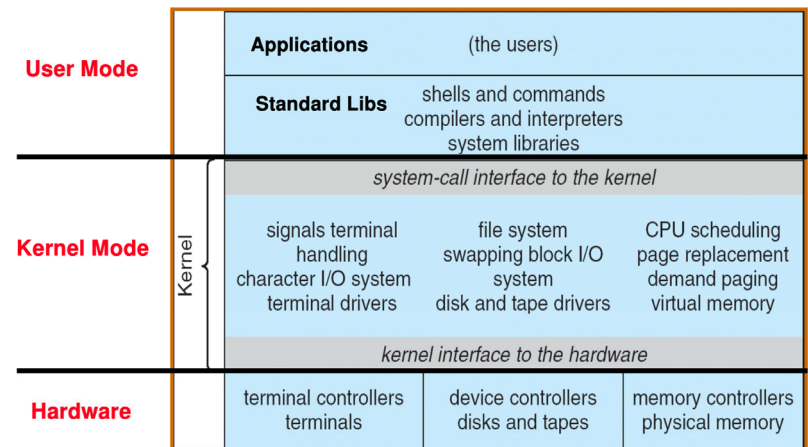 User Mode
Applications (the users)
Standard Libs shells and commands
compilers and interpreters
system libraries
Kernel Mode
Kernel
system-call interface to the kernel
signals terminal
handling
character I/O system
terminal drivers
file system
swapping block I/O
system
disk and tape drivers
CPU scheduling
page replacement
demand paging
virtual memory
kernel interface to the hardware
Hardware
terminal controllers
terminals
device controllers
disks and tapes
memory controllers
physical memory